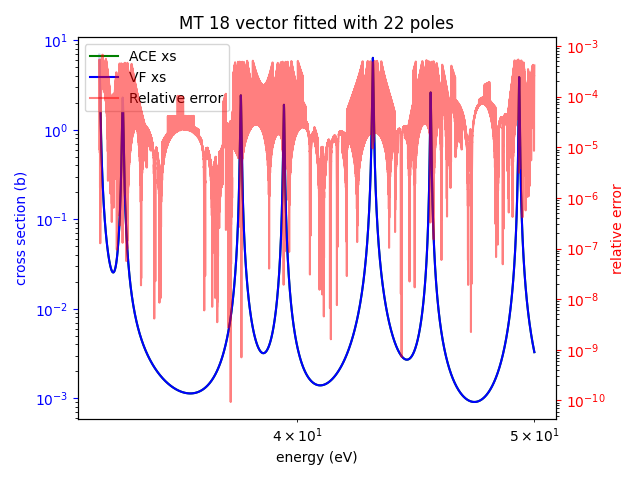 MT 18 vector fitted with 22 poles
ACE xs
VF xs
Relative error
cross section (b)
10¹
10⁰
10⁻¹
10⁻²
10⁻³
relative error
10⁻³
10⁻⁴
10⁻⁵
10⁻⁶
10⁻⁷
10⁻⁸
10⁻⁹
10⁻¹⁰
4 × 10¹
5 × 10¹
energy (eV)